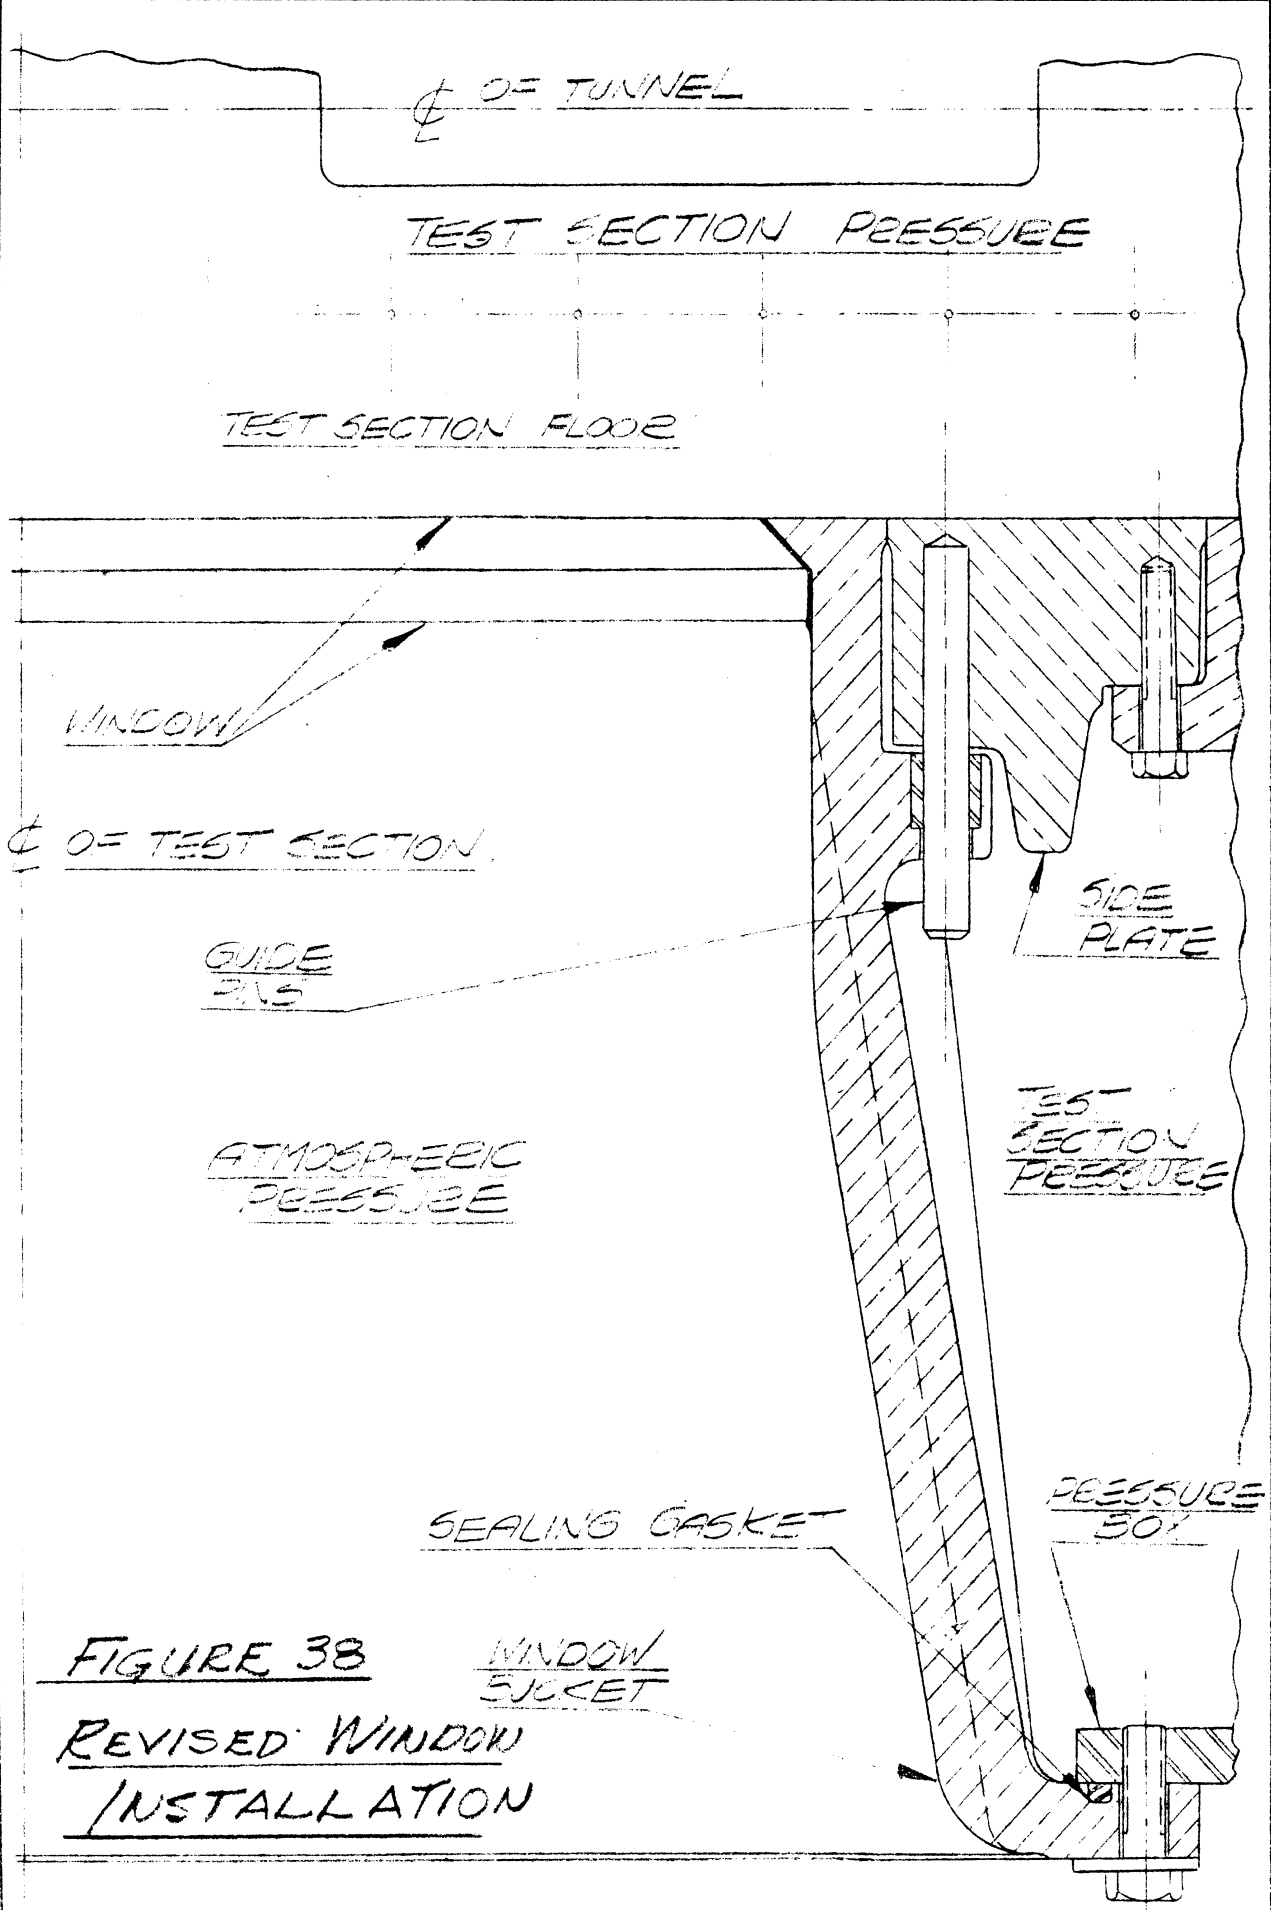 ℄ OF TUNNEL
TEST SECTION PRESSURE
TEST SECTION FLOOR
WINDOW
℄ OF TEST SECTION
SIDE
PLATE
GUIDE
PINS
TEST
SECTION
PRESSURE
ATMOSPHERIC
PRESSURE
PRESSURE
BOX
SEALING GASKET
WINDOW
BUCKET
FIGURE 38
REVISED WINDOW
INSTALLATION